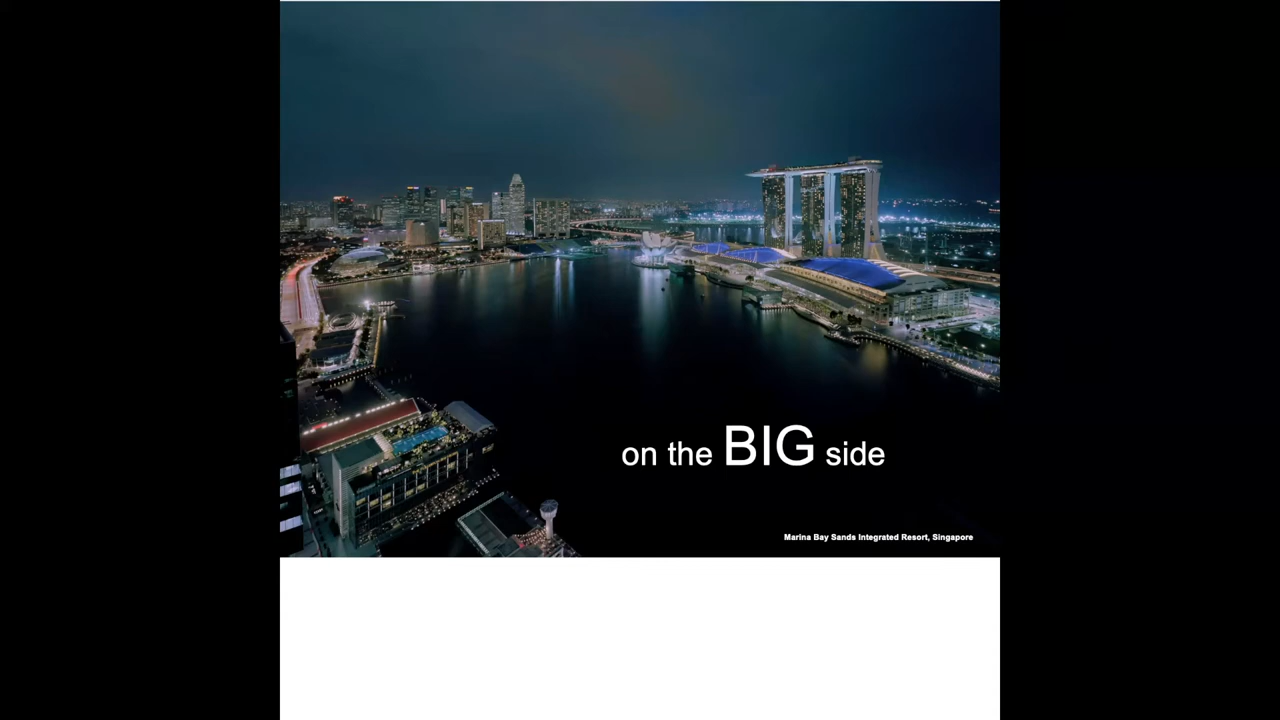 on the BIG side
Marina Bay Sands Integrated Resort, Singapore